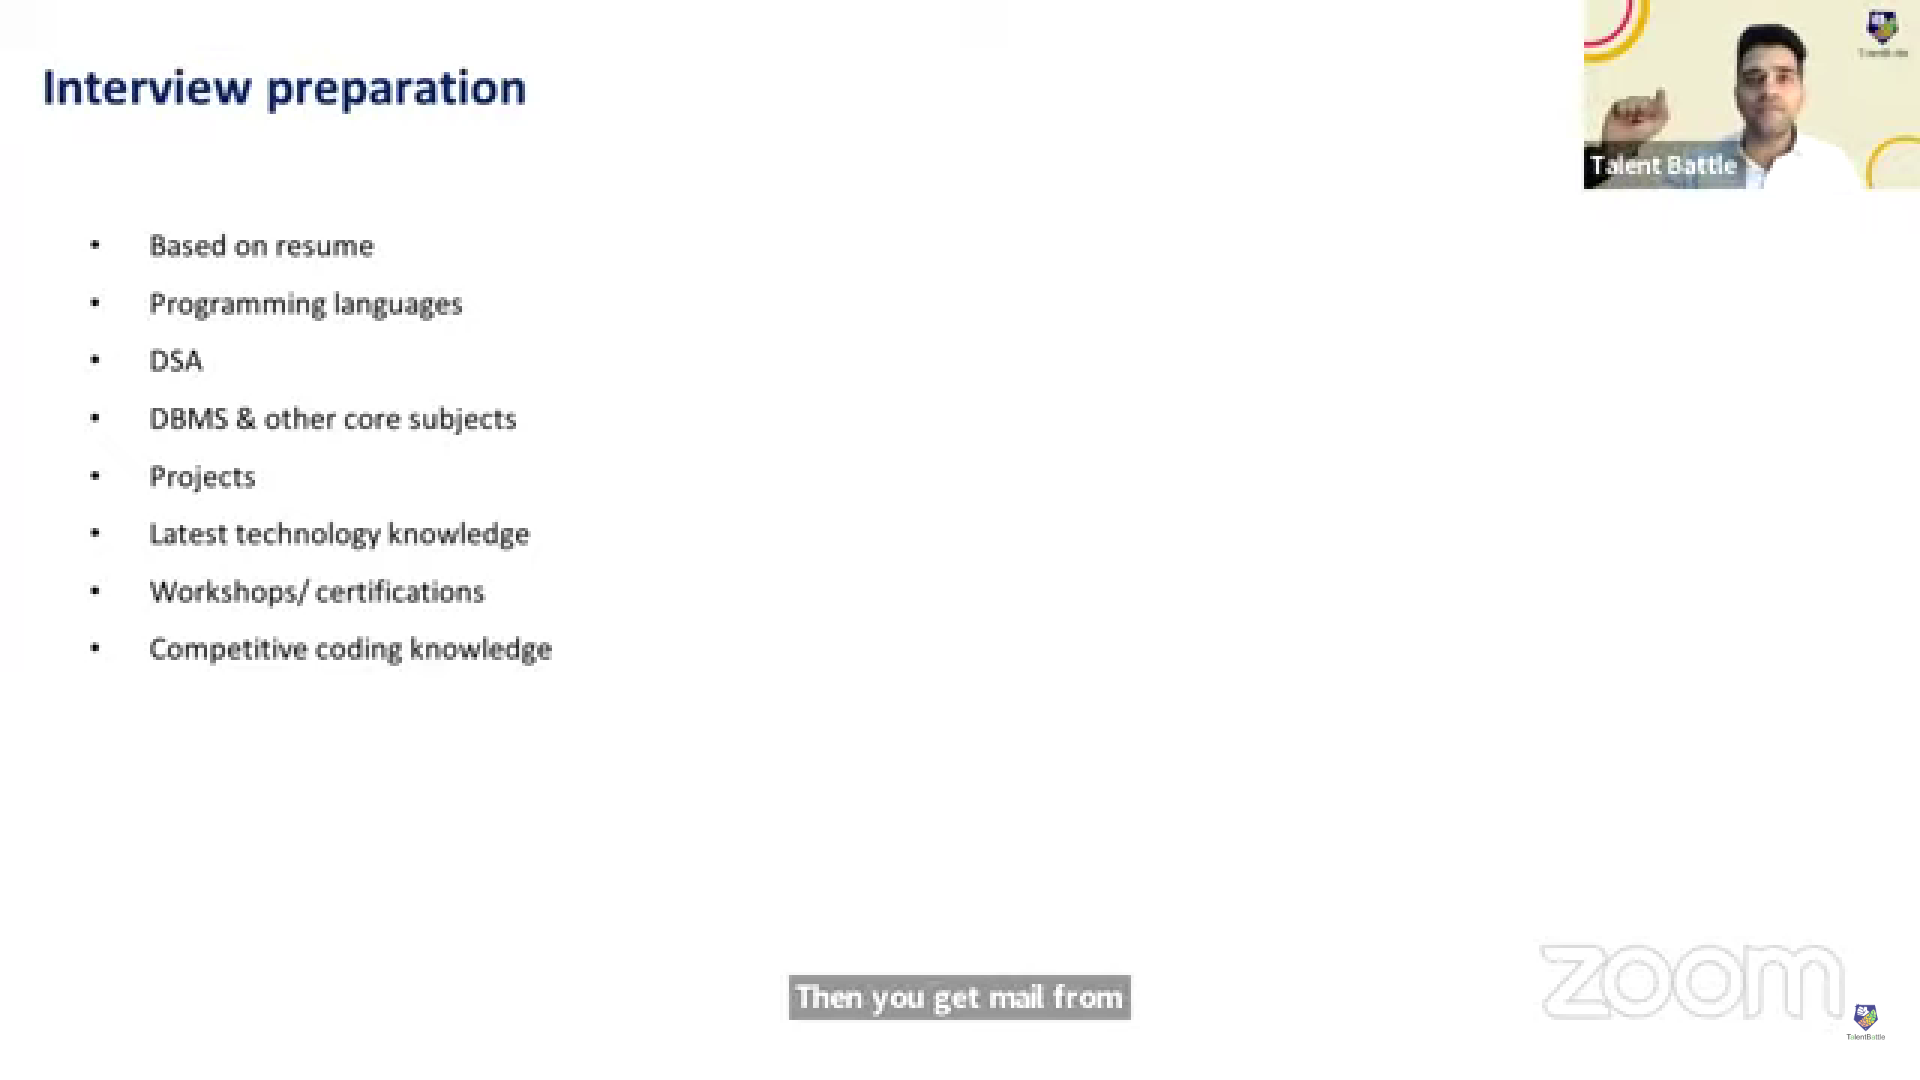 Interview preparation
Talent Battle
• Based on resume
• Programming languages
• DSA
• DBMS & other core subjects
• Projects
• Latest technology knowledge
• Workshops/ certifications
• Competitive coding knowledge
Then you get mail from
zoom
TalentBattle